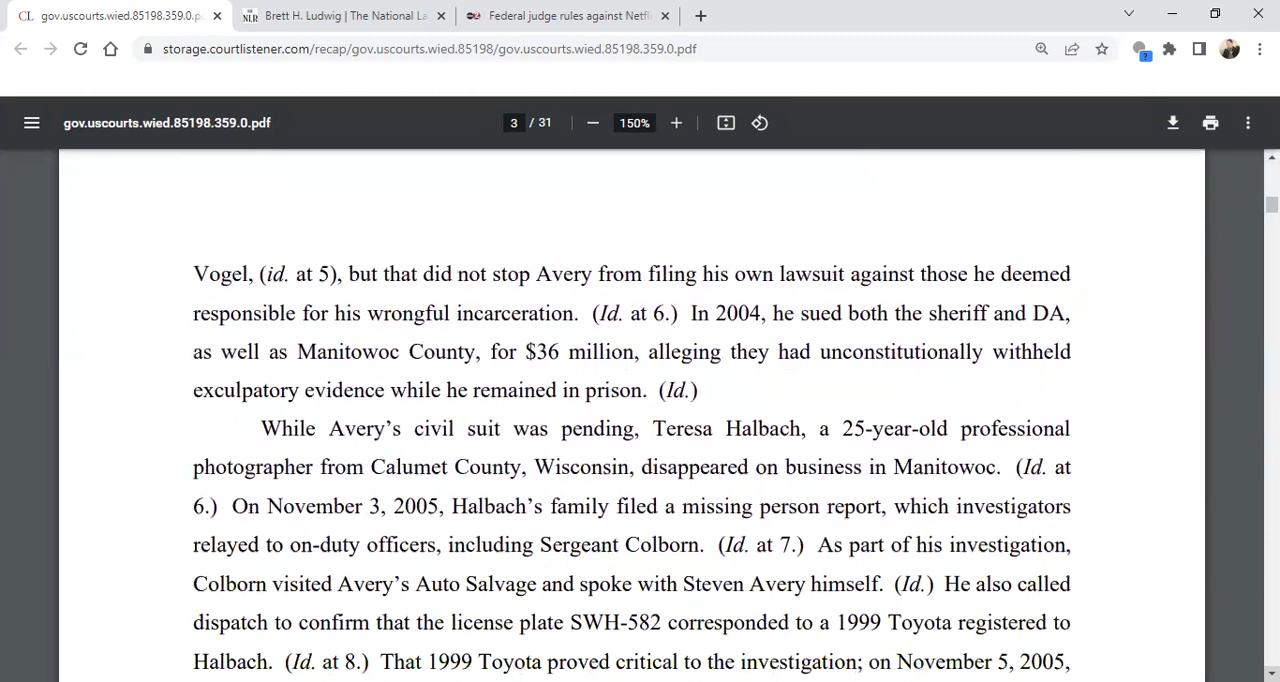 gov.uscourts.wied.85198.359.0.p
Brett H. Ludwig | The National La
Federal judge rules against Netfl
storage.courtlistener.com/recap/gov.uscourts.wied.85198/gov.uscourts.wied.85198.359.0.pdf
gov.uscourts.wied.85198.359.0.pdf
3 / 31
150%
Vogel, (id. at 5), but that did not stop Avery from filing his own lawsuit against those he deemed
responsible for his wrongful incarceration. (Id. at 6.) In 2004, he sued both the sheriff and DA,
as well as Manitowoc County, for $36 million, alleging they had unconstitutionally withheld
exculpatory evidence while he remained in prison. (Id.)
While Avery’s civil suit was pending, Teresa Halbach, a 25-year-old professional
photographer from Calumet County, Wisconsin, disappeared on business in Manitowoc. (Id. at
6.) On November 3, 2005, Halbach’s family filed a missing person report, which investigators
relayed to on-duty officers, including Sergeant Colborn. (Id. at 7.) As part of his investigation,
Colborn visited Avery’s Auto Salvage and spoke with Steven Avery himself. (Id.) He also called
dispatch to confirm that the license plate SWH-582 corresponded to a 1999 Toyota registered to
Halbach. (Id. at 8.) That 1999 Toyota proved critical to the investigation; on November 5, 2005,